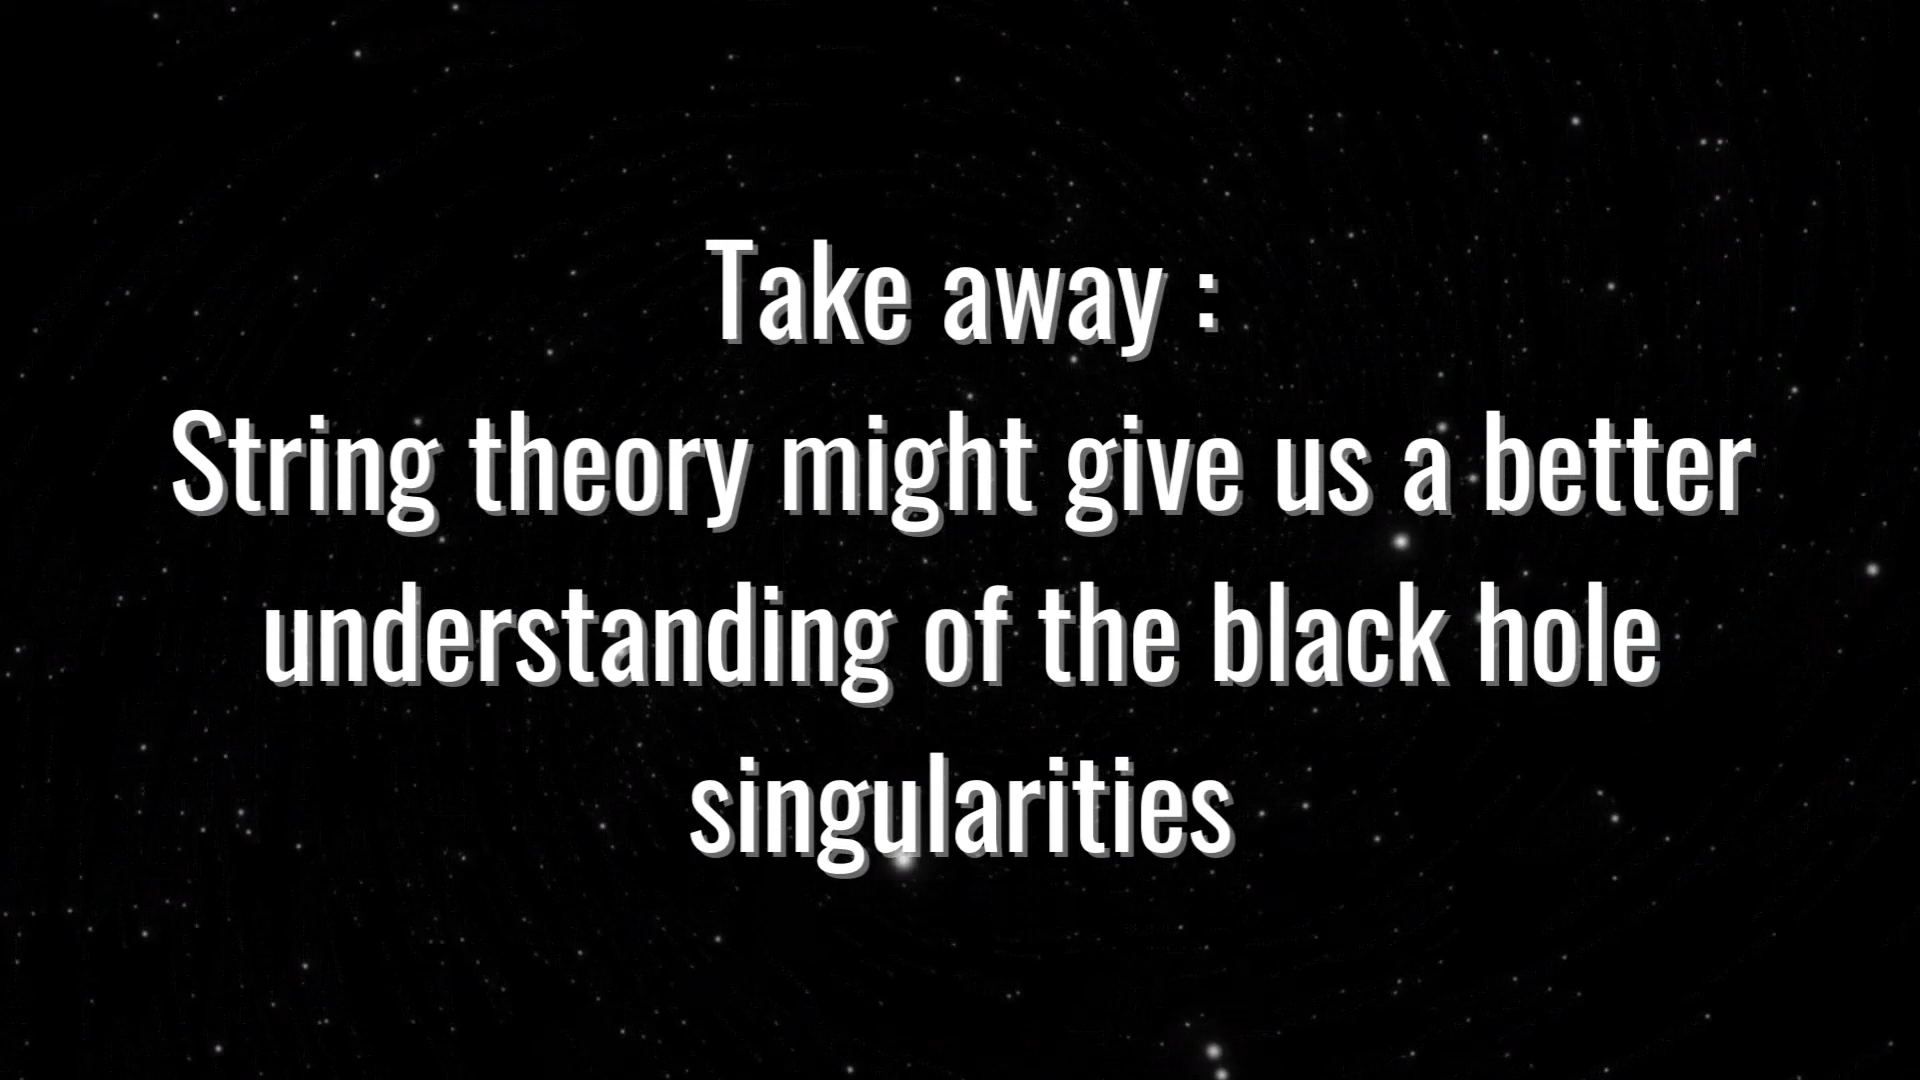 Take away :
String theory might give us a better
understanding of the black hole
singularities